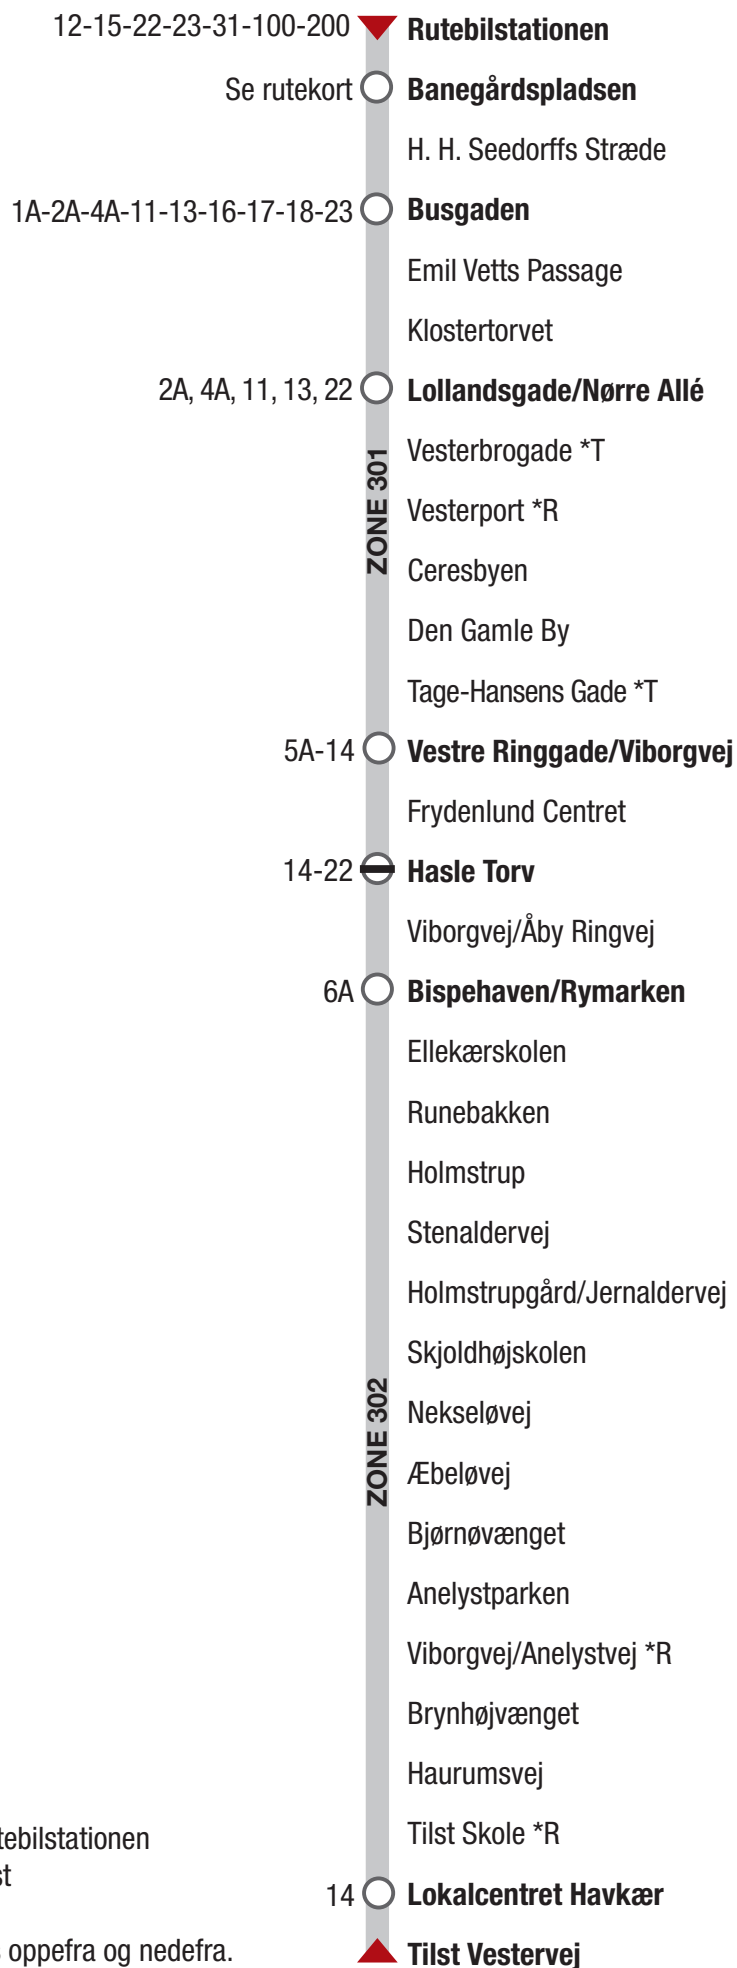 12-15-22-23-31-100-200 Rutebilstationen
Se rutekort Banegårdspladsen
H. H. Seedorffs Stræde
1A-2A-4A-11-13-16-17-18-23 Busgaden
Emil Vetts Passage
Klostertorvet
2A, 4A, 11, 13, 22 Lollandsgade/Nørre Allé
ZONE 301
Vesterbrogade *T
Vesterport *R
Ceresbyen
Den Gamle By
Tage-Hansens Gade *T
5A-14 Vestre Ringgade/Viborgvej
Frydenlund Centret
14-22 Hasle Torv
Viborgvej/Åby Ringvej
6A Bispehaven/Rymarken
Ellekærskolen
Runebakken
Holmstrup
Stenaldervej
Holmstrupgård/Jernaldervej
Skjoldhøjskolen
ZONE 302
Nekseløvej
Æbeløvej
Bjørnøvænget
Anelystparken
Viborgvej/Anelystvej *R
Brynhøjvænget
Haurumsvej
Tilst Skole *R
tebilstationen
st
14 Lokalcentret Havkær
oppefra og nedefra.
Tilst Vestervej